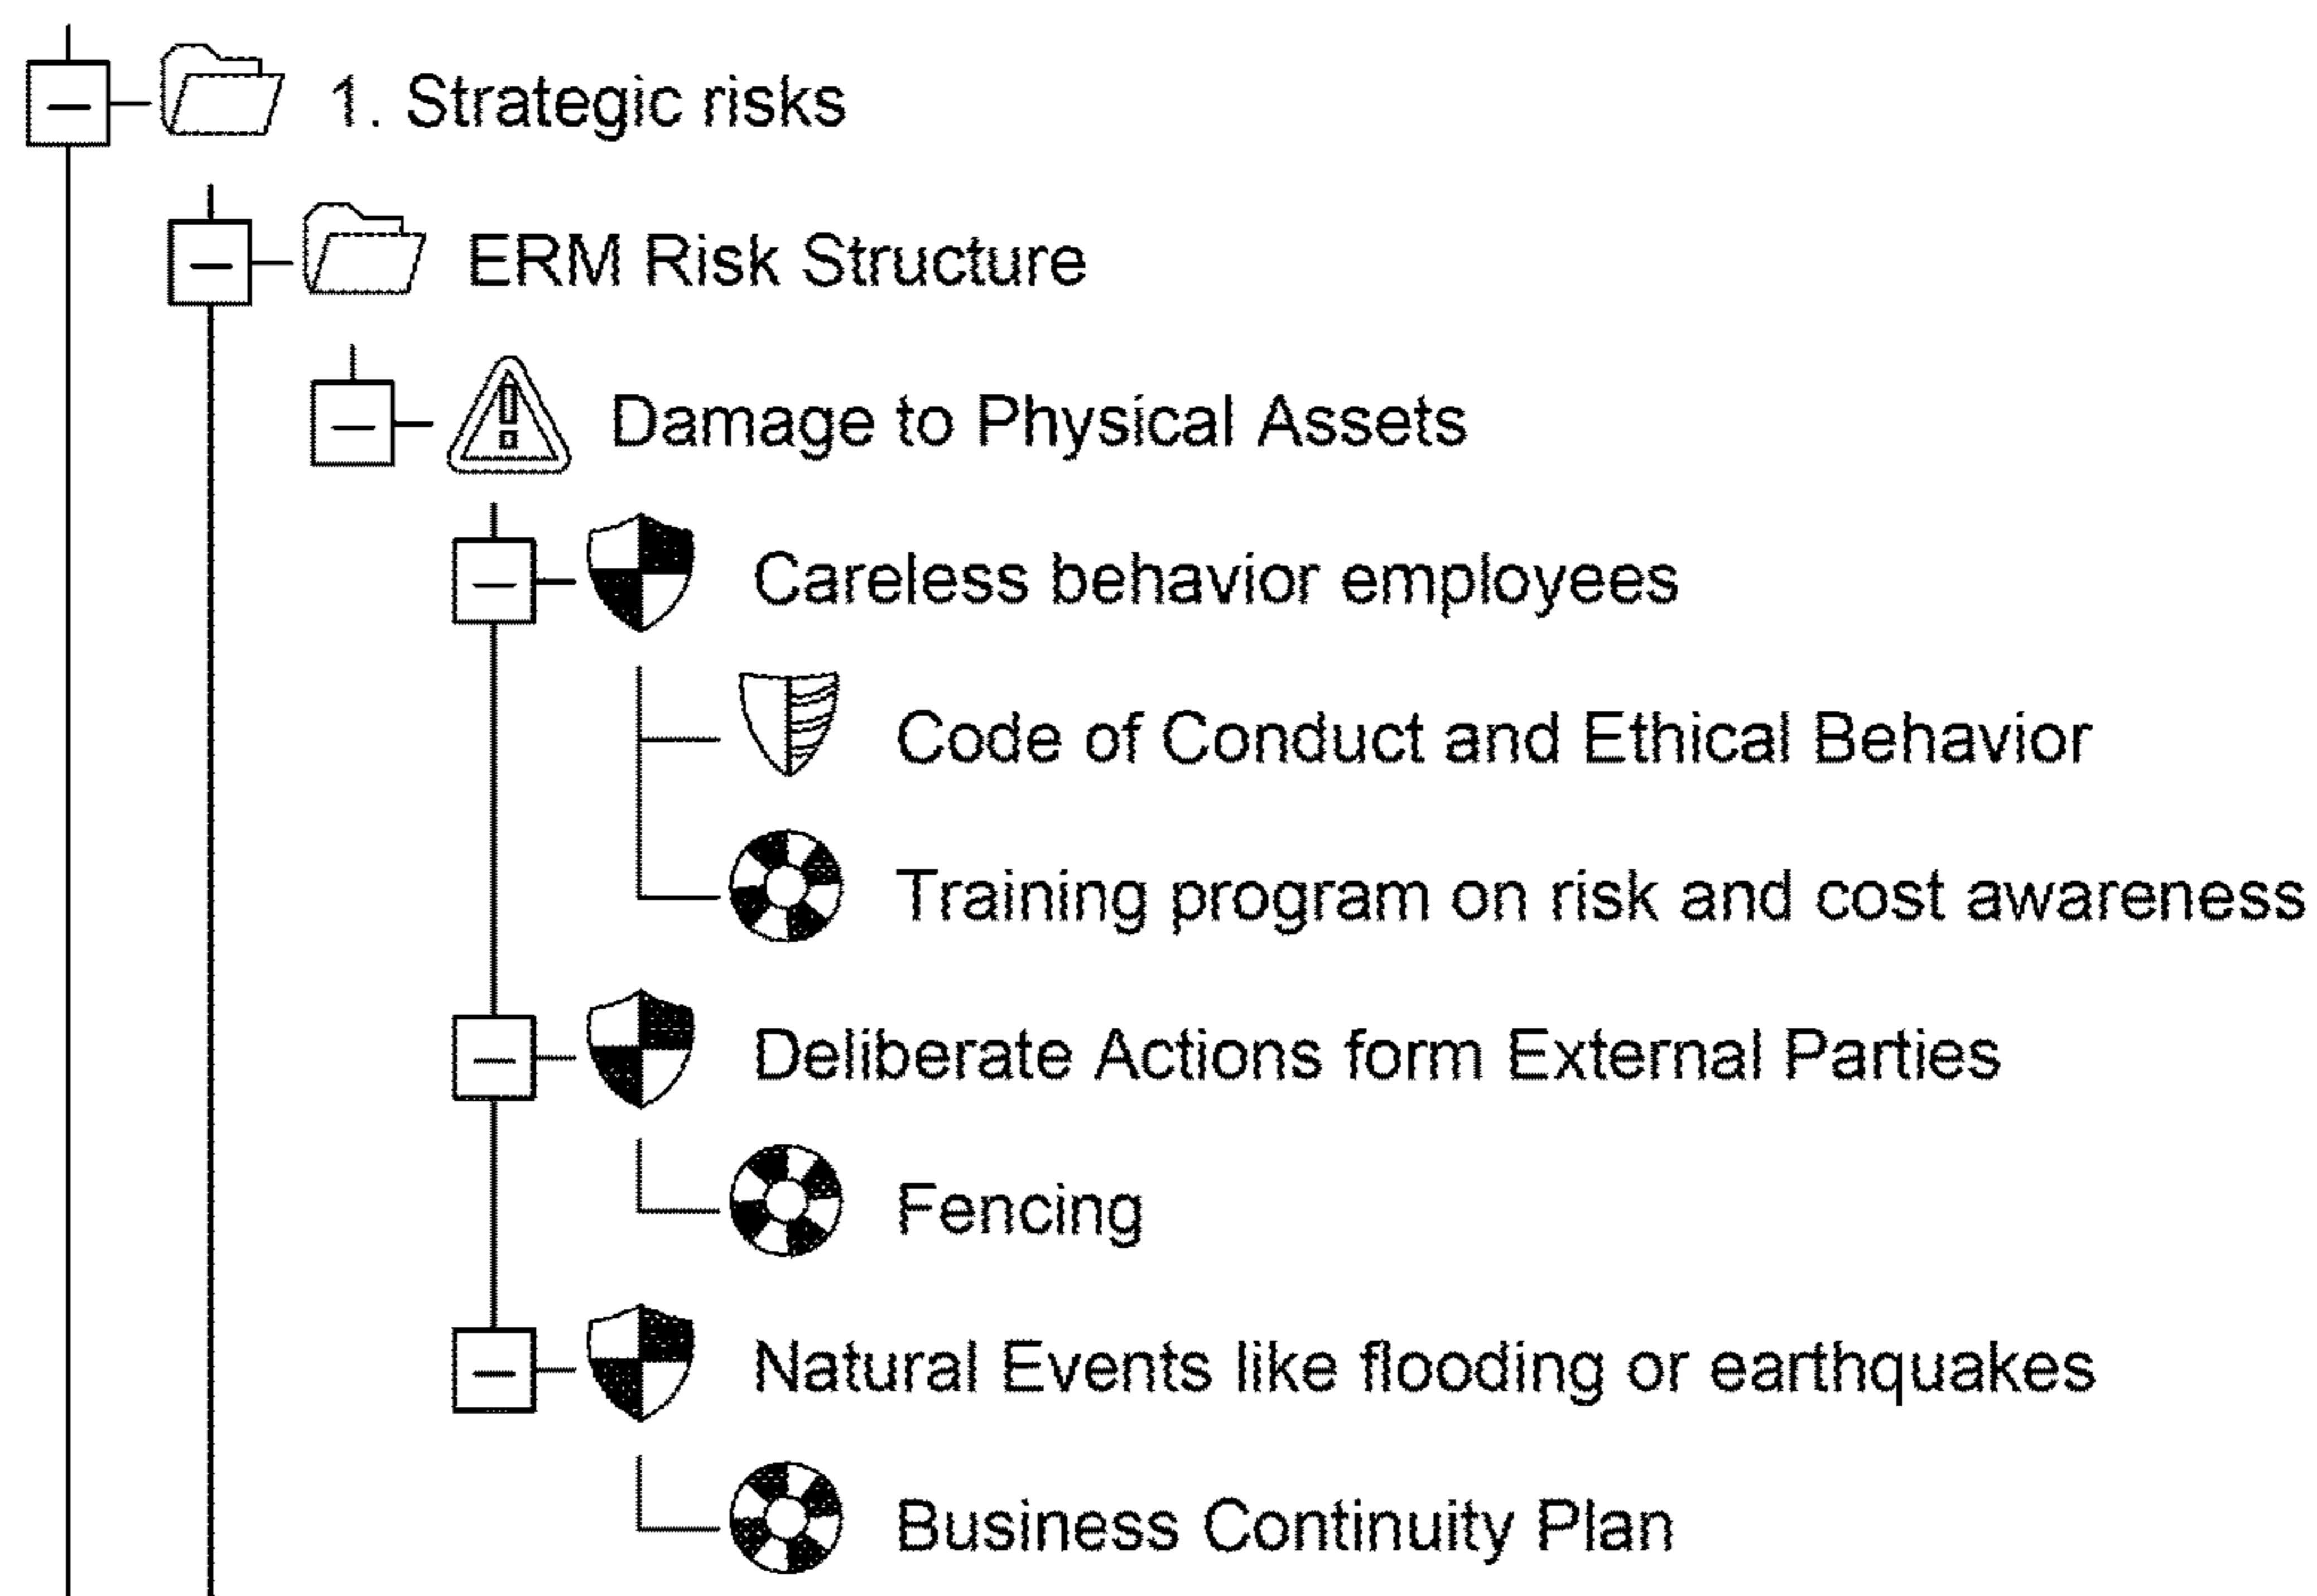 1. Strategic risks
ERM Risk Structure
Damage to Physical Assets
Careless behavior employees
Code of Conduct and Ethical Behavior
Training program on risk and cost awareness
Deliberate Actions form External Parties
Fencing
Natural Events like flooding or earthquakes
Business Continuity Plan